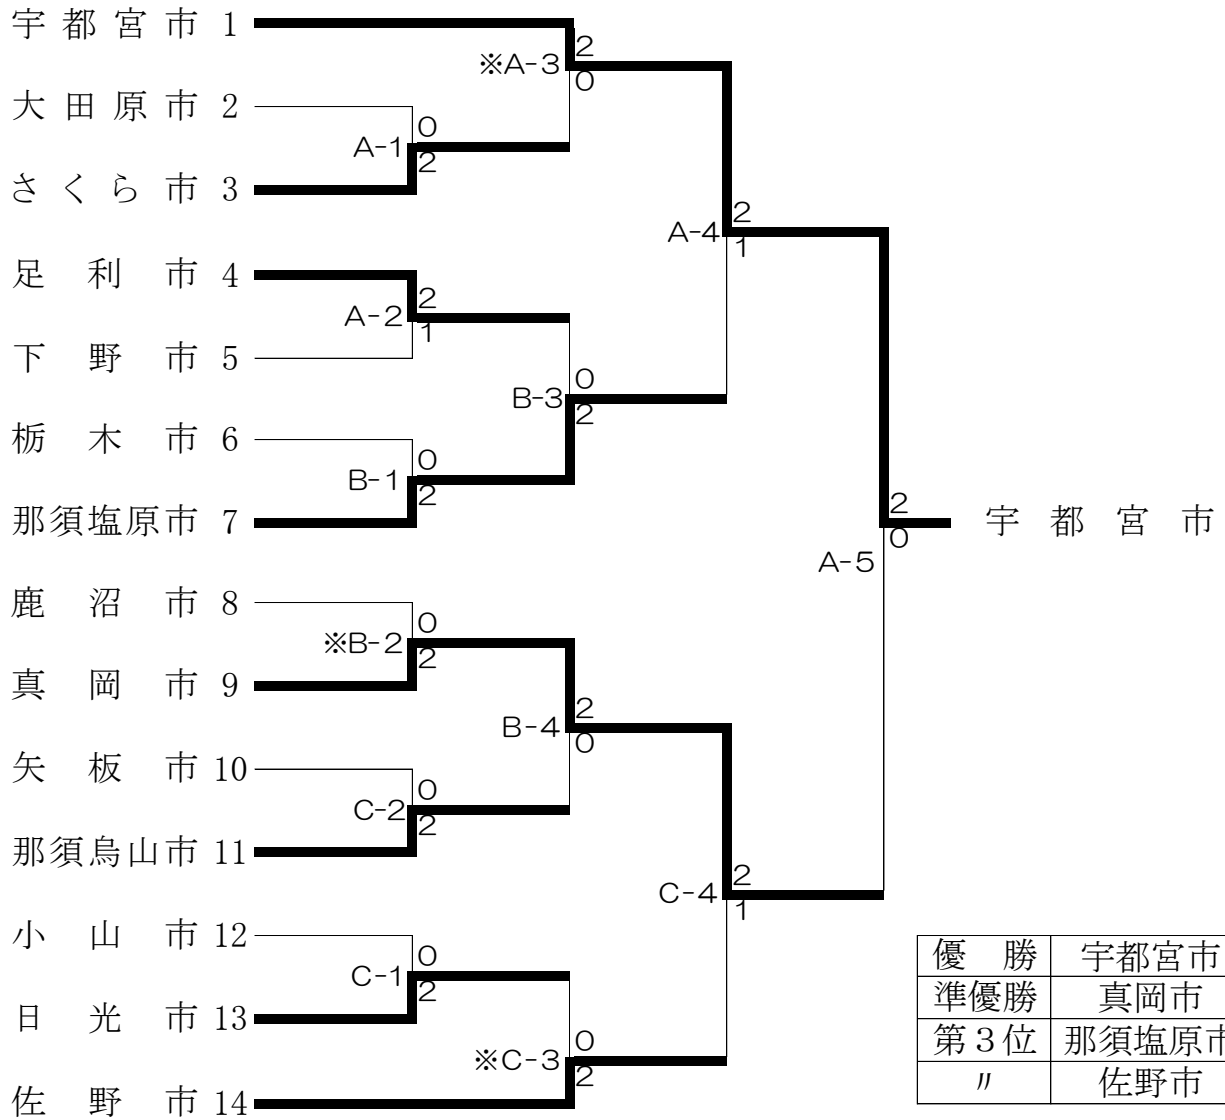 宇都宮市 1
2
※A-3
0
大田原市 2
0
A-1
2
さくら市 3
2
A-4
1
足利市 4
2
A-2
1
下野市 5
0
B-3
2
栃木市 6
0
B-1
2
那須塩原市 7
2
宇都宮市
0
A-5
鹿沼市 8
0
※B-2
2
真岡市 9
2
B-4
0
矢板市 10
0
C-2
2
那須烏山市 11
2
C-4
1
小山市 12
0
C-1
2
日光市 13
0
※C-3
2
佐野市 14
優勝 宇都宮市
準優勝 真岡市
第3位 那須塩原市
〃 佐野市